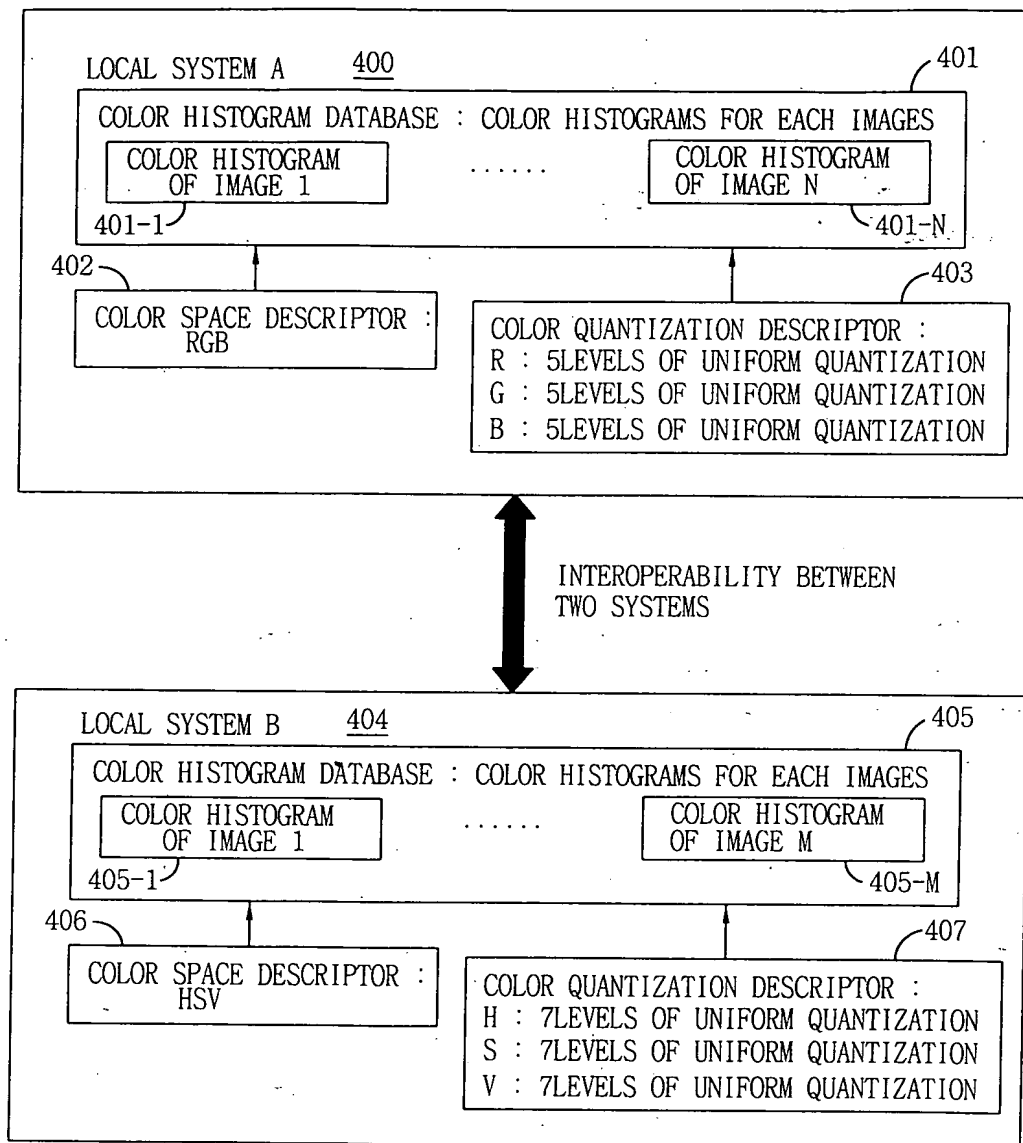 LOCAL SYSTEM A 400
401
COLOR HISTOGRAM DATABASE : COLOR HISTOGRAMS FOR EACH IMAGES
COLOR HISTOGRAM
OF IMAGE 1
......
COLOR HISTOGRAM
OF IMAGE N
401-1
401-N
402
COLOR SPACE DESCRIPTOR :
RGB
403
COLOR QUANTIZATION DESCRIPTOR :
R : 5LEVELS OF UNIFORM QUANTIZATION
G : 5LEVELS OF UNIFORM QUANTIZATION
B : 5LEVELS OF UNIFORM QUANTIZATION
INTEROPERABILITY BETWEEN
TWO SYSTEMS
LOCAL SYSTEM B 404
405
COLOR HISTOGRAM DATABASE : COLOR HISTOGRAMS FOR EACH IMAGES
COLOR HISTOGRAM
OF IMAGE 1
......
COLOR HISTOGRAM
OF IMAGE M
405-1
405-M
406
COLOR SPACE DESCRIPTOR :
HSV
407
COLOR QUANTIZATION DESCRIPTOR :
H : 7LEVELS OF UNIFORM QUANTIZATION
S : 7LEVELS OF UNIFORM QUANTIZATION
V : 7LEVELS OF UNIFORM QUANTIZATION